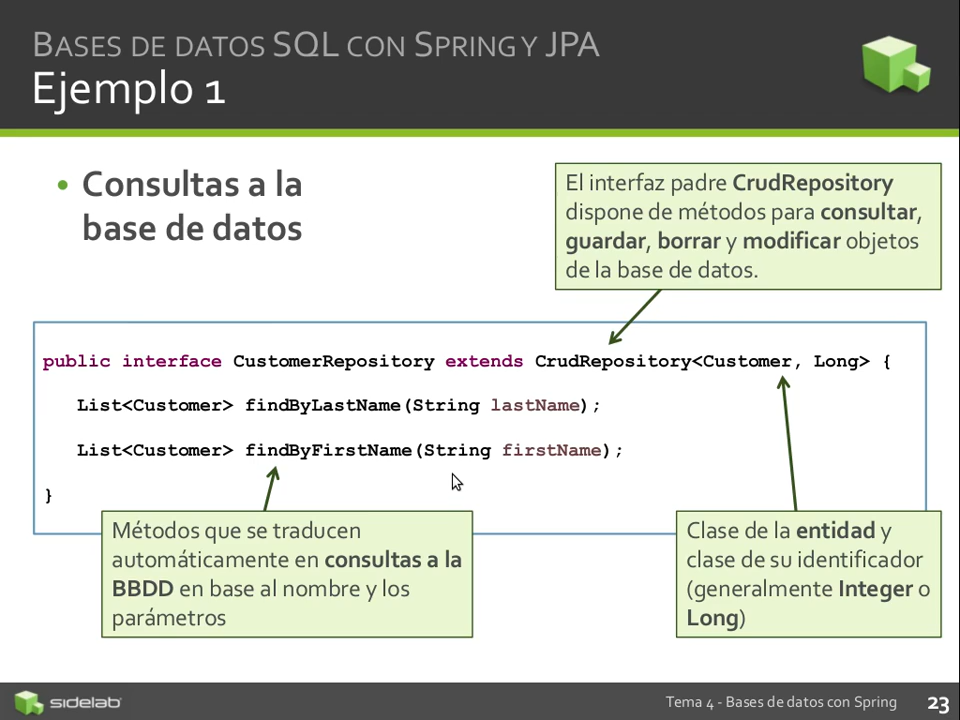 BASES DE DATOS SQL CON SPRING Y JPA
Ejemplo 1
• Consultas a la
base de datos
El interfaz padre CrudRepository
dispone de métodos para consultar,
guardar, borrar y modificar objetos
de la base de datos.
public interface CustomerRepository extends CrudRepository<Customer, Long> {
List<Customer> findByLastName(String lastName);
List<Customer> findByFirstName(String firstName);
}
Métodos que se traducen
automáticamente en consultas a la
BBDD en base al nombre y los
parámetros
Clase de la entidad y
clase de su identificador
(generalmente Integer o
Long)
sidelab
Tema 4 - Bases de datos con Spring
23